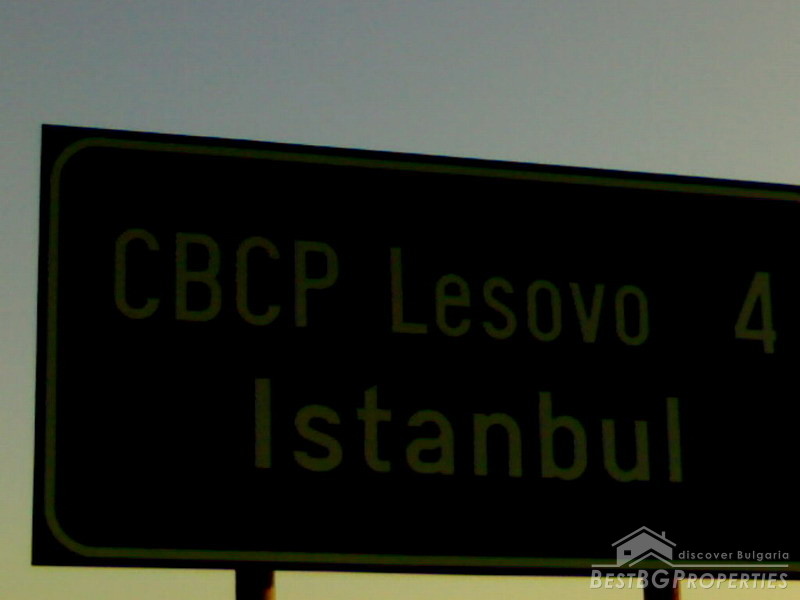 CBCP Lesovo 4
Istanbul
discover Bulgaria
BESTBGPROPERTIES